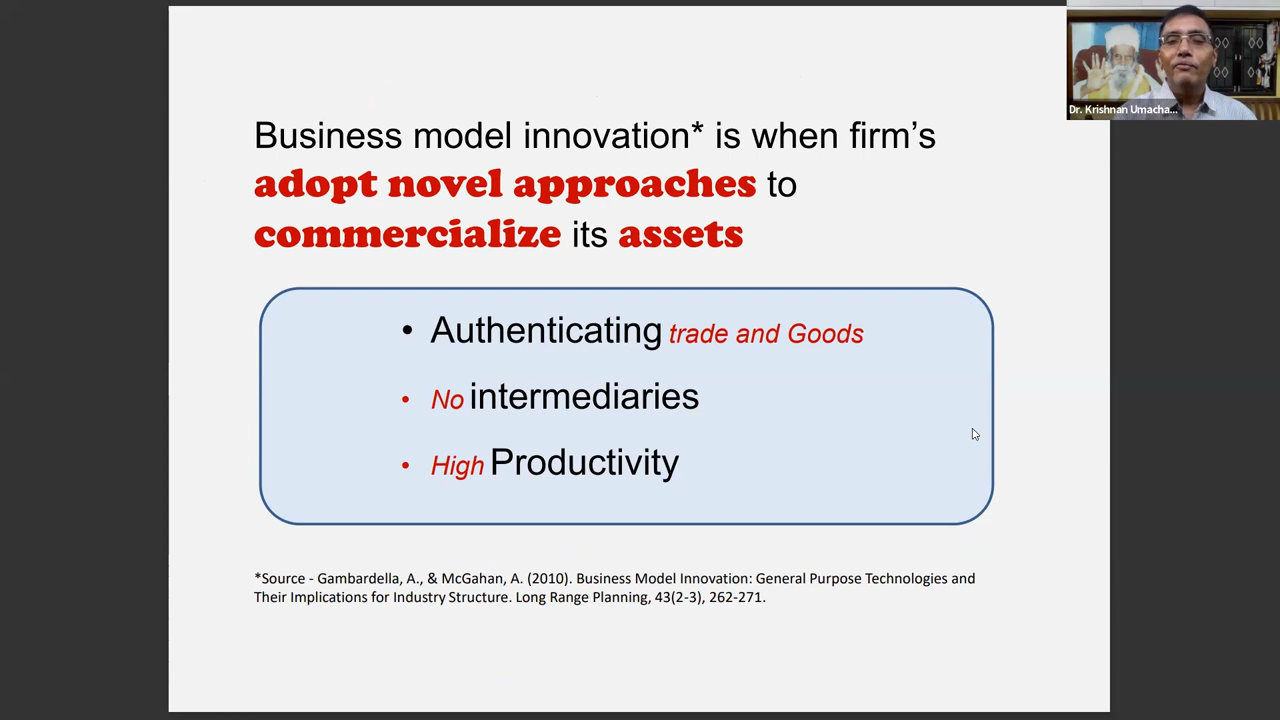 Dr. Krishnan Umacha...
Business model innovation* is when firm’s
adopt novel approaches to
commercialize its assets
• Authenticating trade and Goods
• No intermediaries
• High Productivity
*Source - Gambardella, A., & McGahan, A. (2010). Business Model Innovation: General Purpose Technologies and
Their Implications for Industry Structure. Long Range Planning, 43(2-3), 262-271.